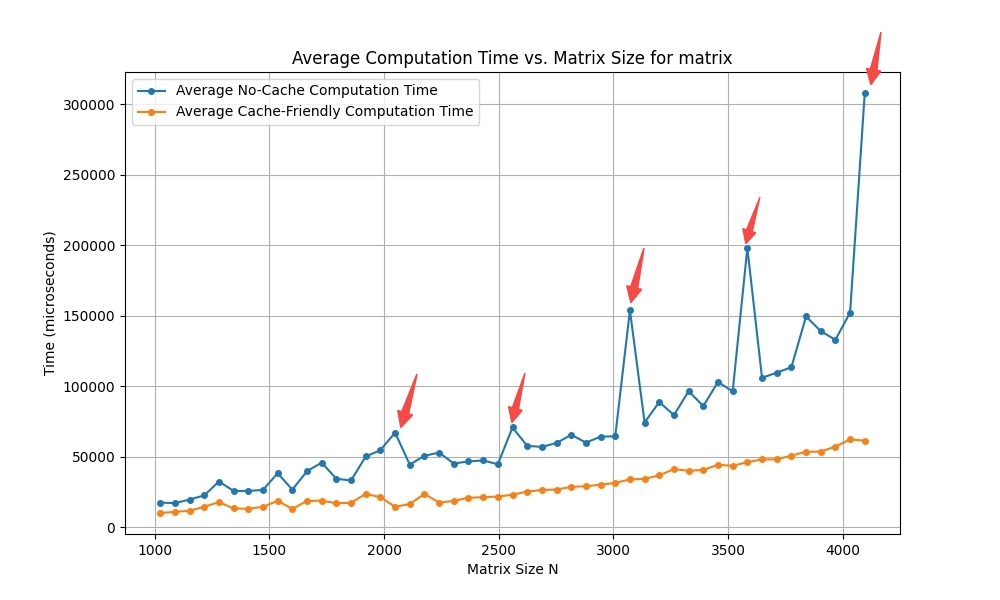 Average Computation Time vs. Matrix Size for matrix
Average No-Cache Computation Time
Average Cache-Friendly Computation Time
300000
250000
200000
150000
100000
50000
0
Time (microseconds)
1000 1500 2000 2500 3000 3500 4000
Matrix Size N